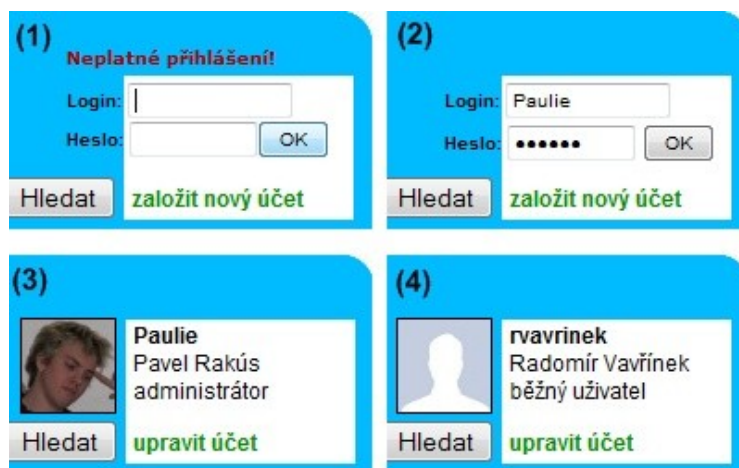 (1)
Neplatné přihlášení!
Login:
Heslo: OK
Hledat založit nový účet
(2)
Login: Paulie
Heslo: •••••• OK
Hledat založit nový účet
(3)
Paulie
Pavel Rakús
administrátor
Hledat upravit účet
(4)
rvavrinek
Radomír Vavřínek
běžný uživatel
Hledat upravit účet